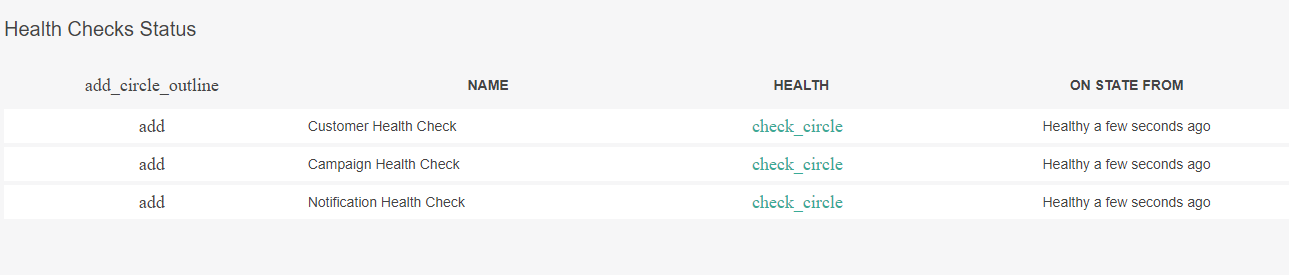 Health Checks Status
add_circle_outline NAME HEALTH ON STATE FROM
add Customer Health Check check_circle Healthy a few seconds ago
add Campaign Health Check check_circle Healthy a few seconds ago
add Notification Health Check check_circle Healthy a few seconds ago